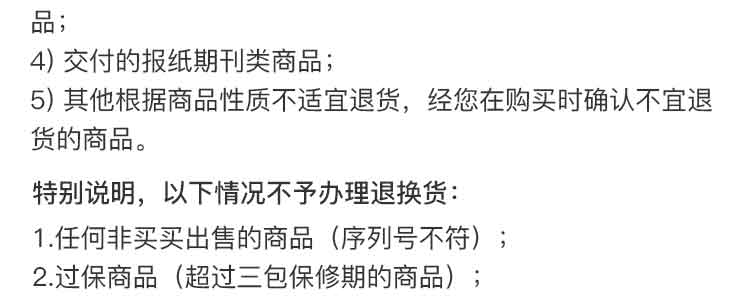 品；
4) 交付的报纸期刊类商品；
5) 其他根据商品性质不适宜退货，经您在购买时确认不宜退
货的商品。
特别说明，以下情况不予办理退换货：
1.任何非买买出售的商品（序列号不符）；
2.过保商品（超过三包保修期的商品）；